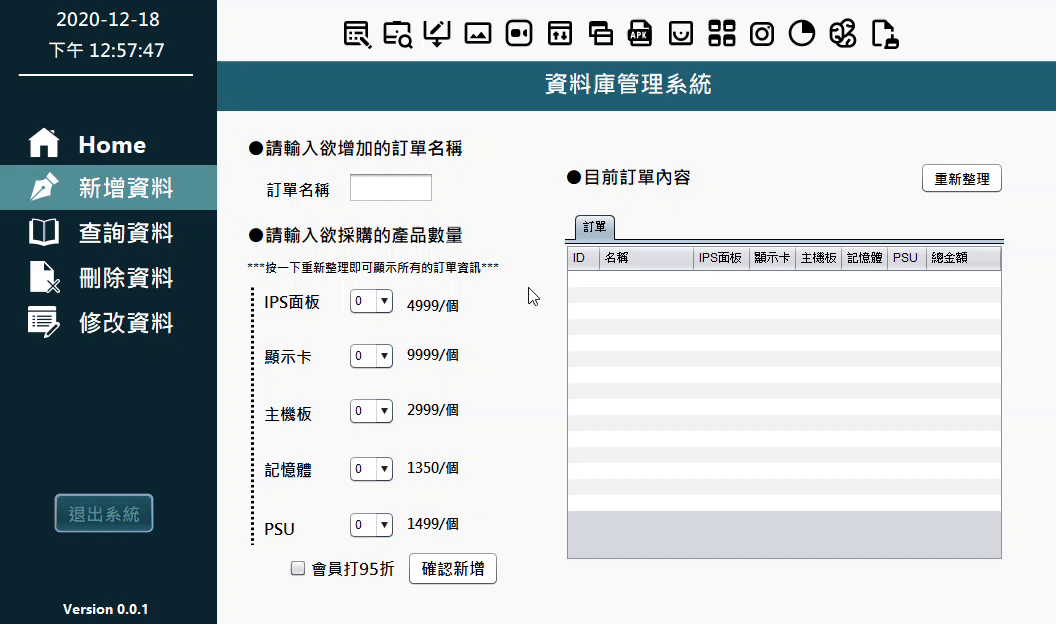 2020-12-18
下午 12:57:47
Home
新增資料
查詢資料
刪除資料
修改資料
退出系統
Version 0.0.1
APK
資料庫管理系統
●請輸入欲增加的訂單名稱
訂單名稱
●請輸入欲採購的產品數量
***按一下重新整理即可顯示所有的訂單資訊***
IPS面板 0 4999/個
顯示卡 0 9999/個
主機板 0 2999/個
記憶體 0 1350/個
PSU 0 1499/個
會員打95折 確認新增
●目前訂單內容 重新整理
訂單
ID 名稱 IPS面板 顯示卡 主機板 記憶體 PSU 總金額